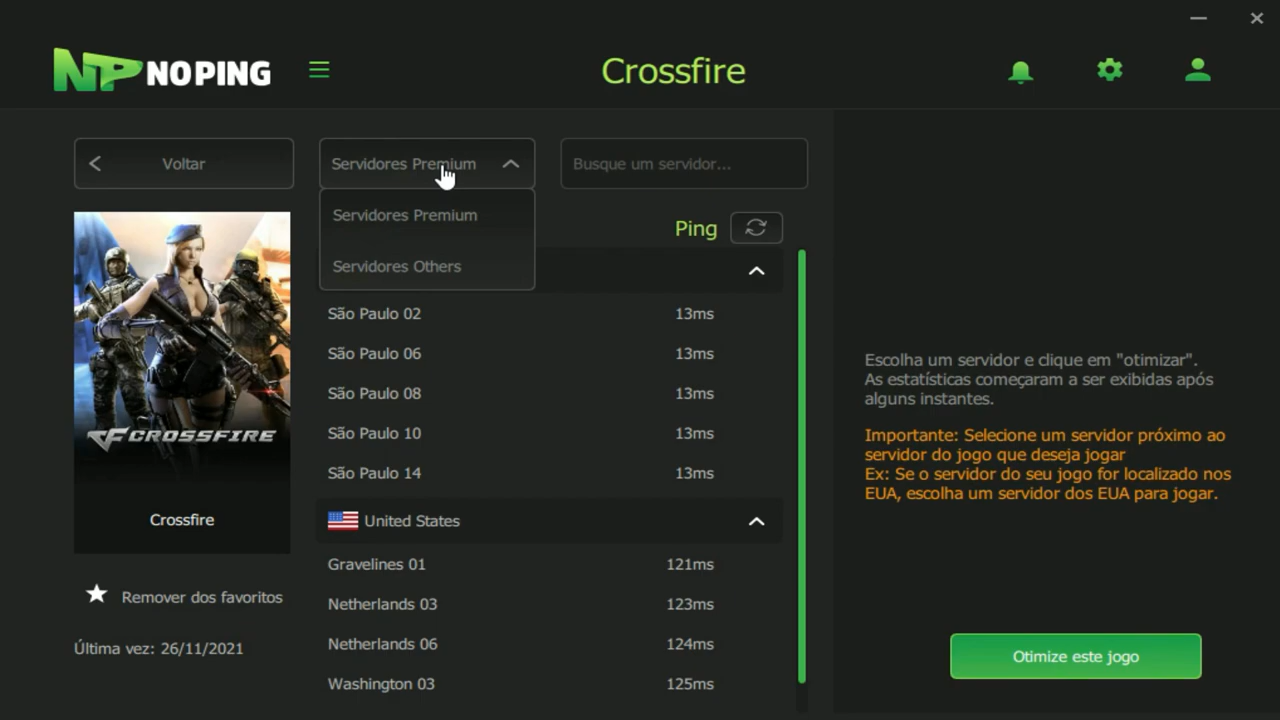 NP NOPING
Crossfire
Voltar
Servidores Premium
Busque um servidor...
Servidores Premium
Servidores Others
Ping
São Paulo 02 13ms
São Paulo 06 13ms
São Paulo 08 13ms
São Paulo 10 13ms
São Paulo 14 13ms
United States
Gravelines 01 121ms
Netherlands 03 123ms
Netherlands 06 124ms
Washington 03 125ms
CF CROSSFIRE
Crossfire
Remover dos favoritos
Última vez: 26/11/2021
Escolha um servidor e clique em "otimizar".
As estatísticas começaram a ser exibidas após
alguns instantes.
Importante: Selecione um servidor próximo ao
servidor do jogo que deseja jogar
Ex: Se o servidor do seu jogo for localizado nos
EUA, escolha um servidor dos EUA para jogar.
Otimize este jogo